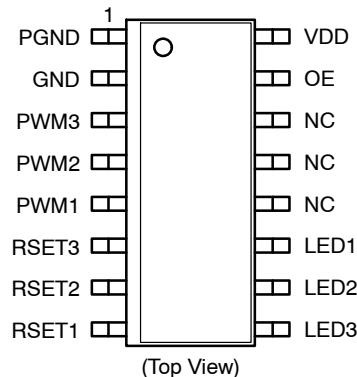 1
PGND VDD
GND OE
PWM3 NC
PWM2 NC
PWM1 NC
RSET3 LED1
RSET2 LED2
RSET1 LED3
(Top View)